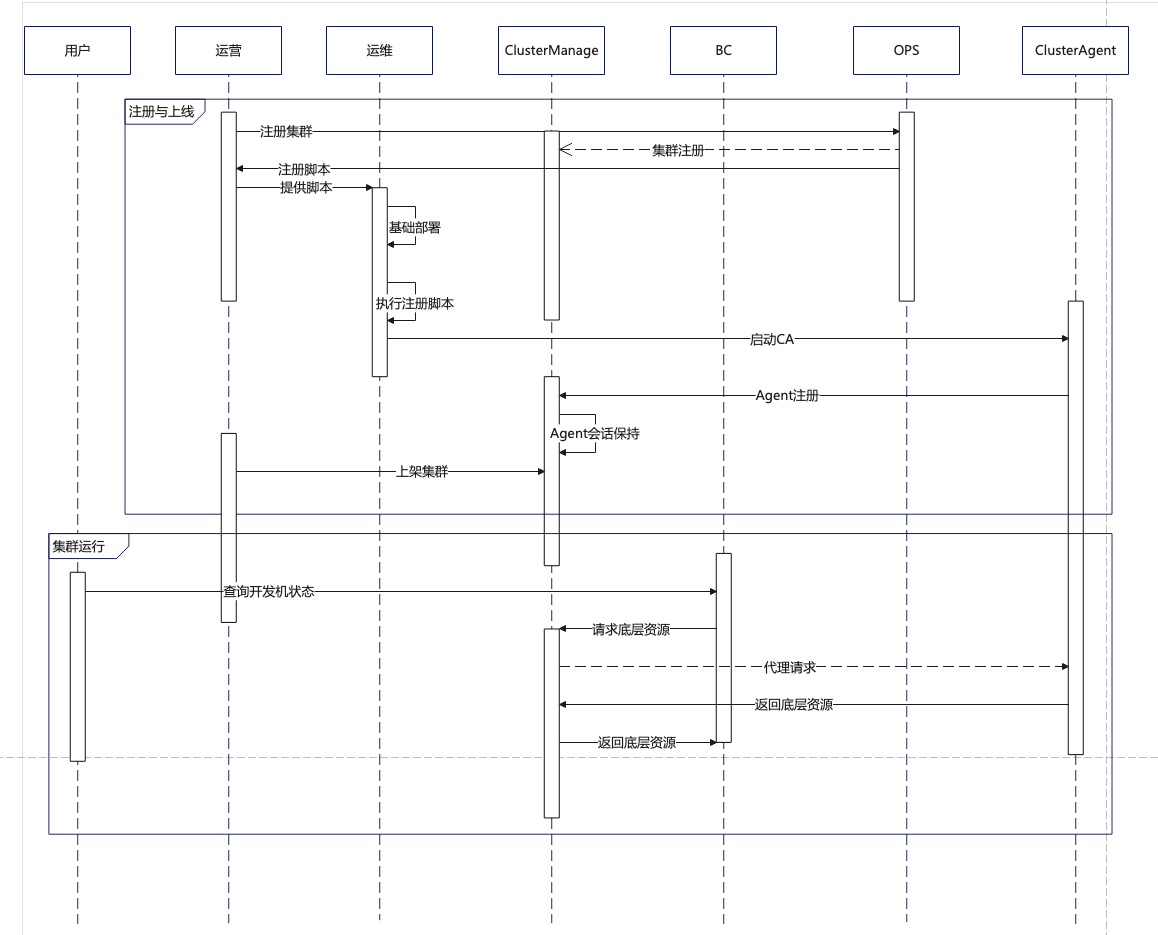 用户
运营
运维
ClusterManage
BC
OPS
ClusterAgent
注册与上线
注册集群
集群注册
注册脚本
提供脚本
基础部署
执行注册脚本
启动CA
Agent注册
Agent会话保持
上架集群
集群运行
查询开发机状态
请求底层资源
代理请求
返回底层资源
返回底层资源